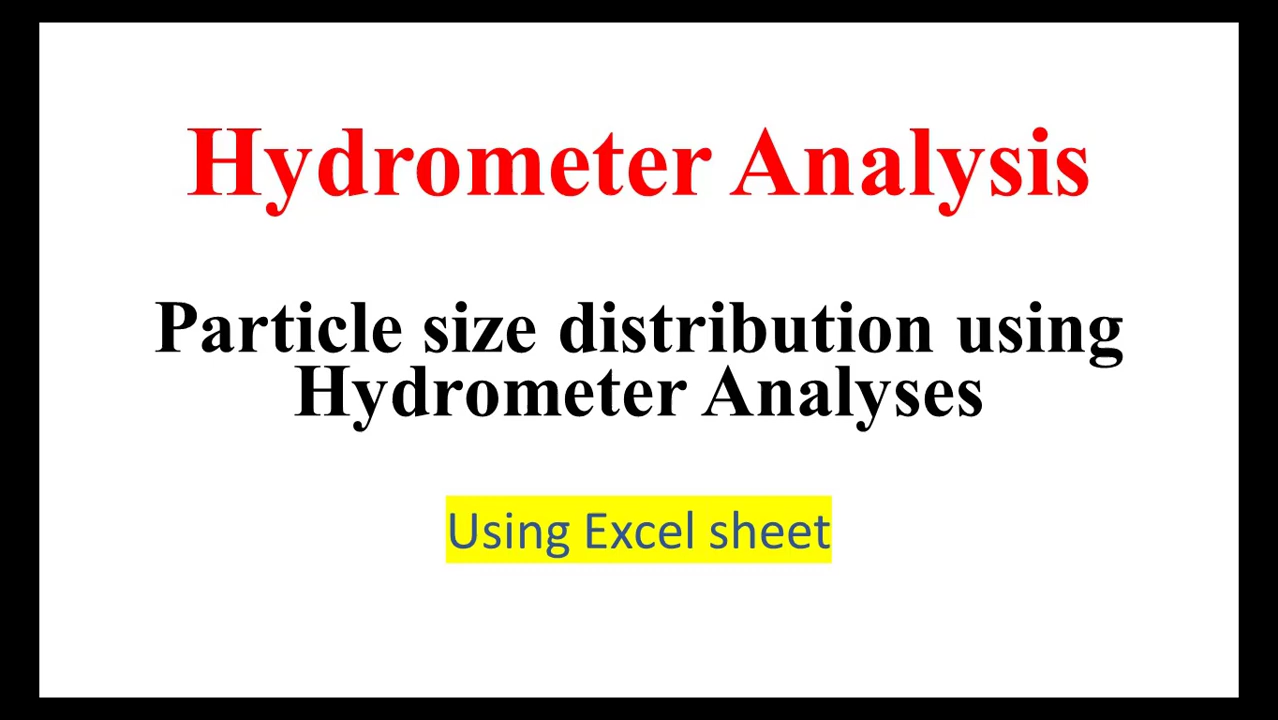 Hydrometer Analysis
Particle size distribution using
Hydrometer Analyses
Using Excel sheet